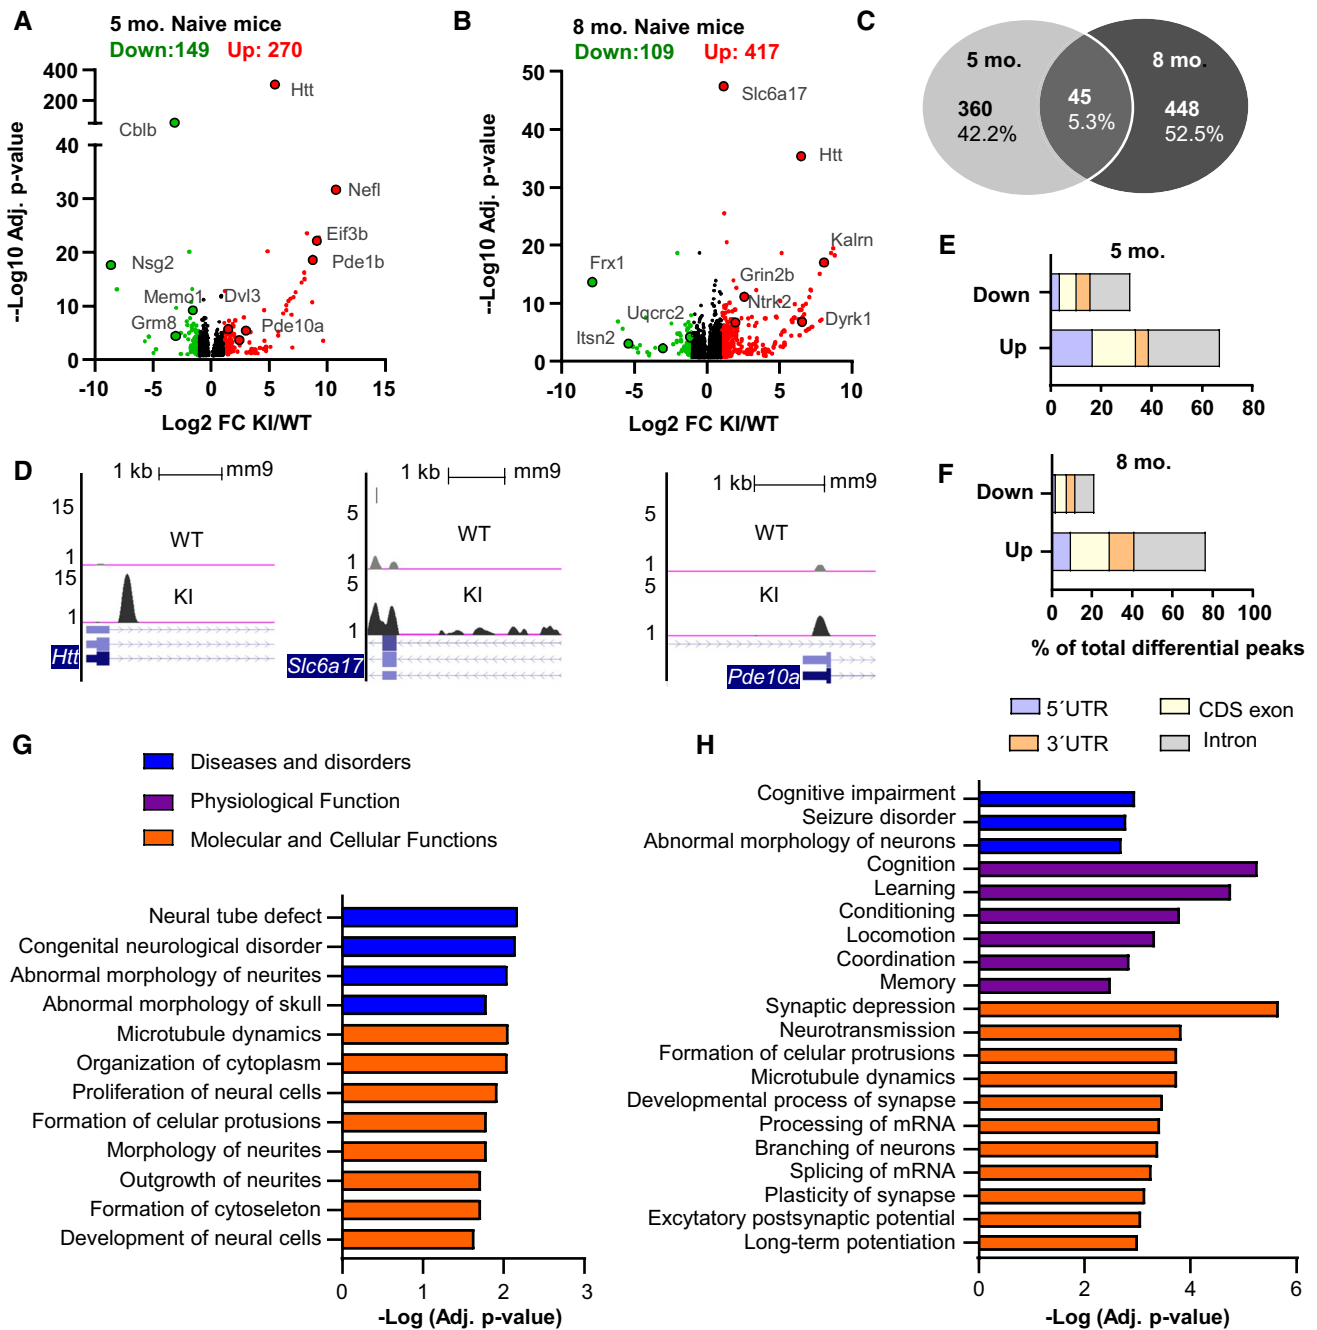 A
5 mo. Naive mice
Down:149 Up: 270
--Log10 Adj. p-value
400
200
40
30
20
10
0
-10 -5 0 5 10 15
Log2 FC KI/WT
Htt
Cblb
Nefl
Eif3b
Nsg2
Pde1b
Memo1 Dvl3
Grm8 Pde10a
B
8 mo. Naive mice
Down:109 Up: 417
--Log10 Adj. p-value
50
40
30
20
10
0
-10 -5 0 5 10
Log2 FC KI/WT
Slc6a17
Htt
Kalrn
Frx1
Grin2b
Uqcrc2 Ntrk2
Dyrk1
Itsn2
C
5 mo.
8 mo.
360
42.2%
45
5.3%
448
52.5%
D
1 kb mm9
15
WT
1
15
KI
1
Htt
1 kb mm9
5
WT
1
5
KI
1
Slc6a17
1 kb mm9
5
WT
1
5
KI
1
Pde10a
E
5 mo.
Down
Up
0 20 40 60 80
F
8 mo.
Down
Up
0 20 40 60 80 100
% of total differential peaks
5´UTR
CDS exon
3´UTR
Intron
G
Diseases and disorders
Physiological Function
Molecular and Cellular Functions
Neural tube defect
Congenital neurological disorder
Abnormal morphology of neurites
Abnormal morphology of skull
Microtubule dynamics
Organization of cytoplasm
Proliferation of neural cells
Formation of celular protusions
Morphology of neurites
Outgrowth of neurites
Formation of cytoseleton
Development of neural cells
0 1 2 3
-Log (Adj. p-value)
H
Cognitive impairment
Seizure disorder
Abnormal morphology of neurons
Cognition
Learning
Conditioning
Locomotion
Coordination
Memory
Synaptic depression
Neurotransmission
Formation of celular protrusions
Microtubule dynamics
Developmental process of synapse
Processing of mRNA
Branching of neurons
Splicing of mRNA
Plasticity of synapse
Excytatory postsynaptic potential
Long-term potentiation
0 2 4 6
-Log (Adj. p-value)